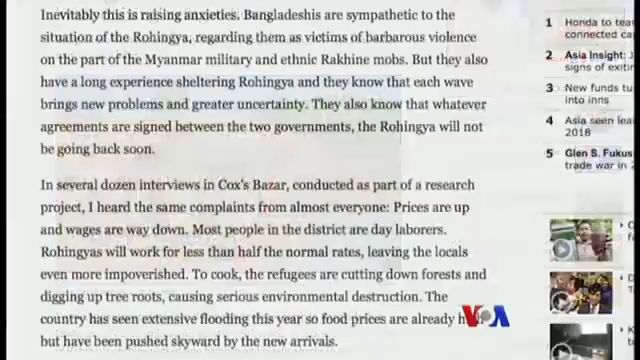 Inevitably this is raising anxieties. Bangladeshis are sympathetic to the
situation of the Rohingya, regarding them as victims of barbarous violence
on the part of the Myanmar military and ethnic Rakhine mobs. But they also
have a long experience sheltering Rohingya and they know that each wave
brings new problems and greater uncertainty. They also know that whatever
agreements are signed between the two governments, the Rohingya will not
be going back soon.
In several dozen interviews in Cox's Bazar, conducted as part of a research
project, I heard the same complaints from almost everyone: Prices are up
and wages are way down. Most people in the district are day laborers.
Rohingyas will work for less than half the normal rates, leaving the locals
even more impoverished. To cook, the refugees are cutting down forests and
digging up tree roots, causing serious environmental destruction. The
country has seen extensive flooding this year so food prices are already
but have been pushed skyward by the new arrivals.
1 Honda to
connected
2 Asia Insight:
signs of
3 New funds
into inns
4 Asia seen
2018
5 Glen S.
trade war in
VOA